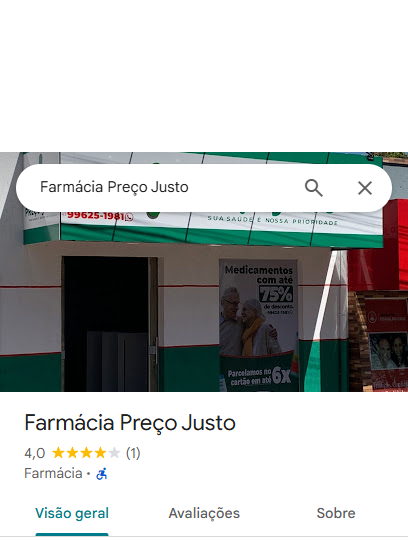 Farmácia Preço Justo
99625-1981
SUA SAÚDE É NOSSA PRIORIDADE
Medicamentos
com até
75%
de desconto.
Parcelamos no
cartão em até 6x
Farmácia Preço Justo
4,0 (1)
Farmácia ·
Visão geral
Avaliações
Sobre